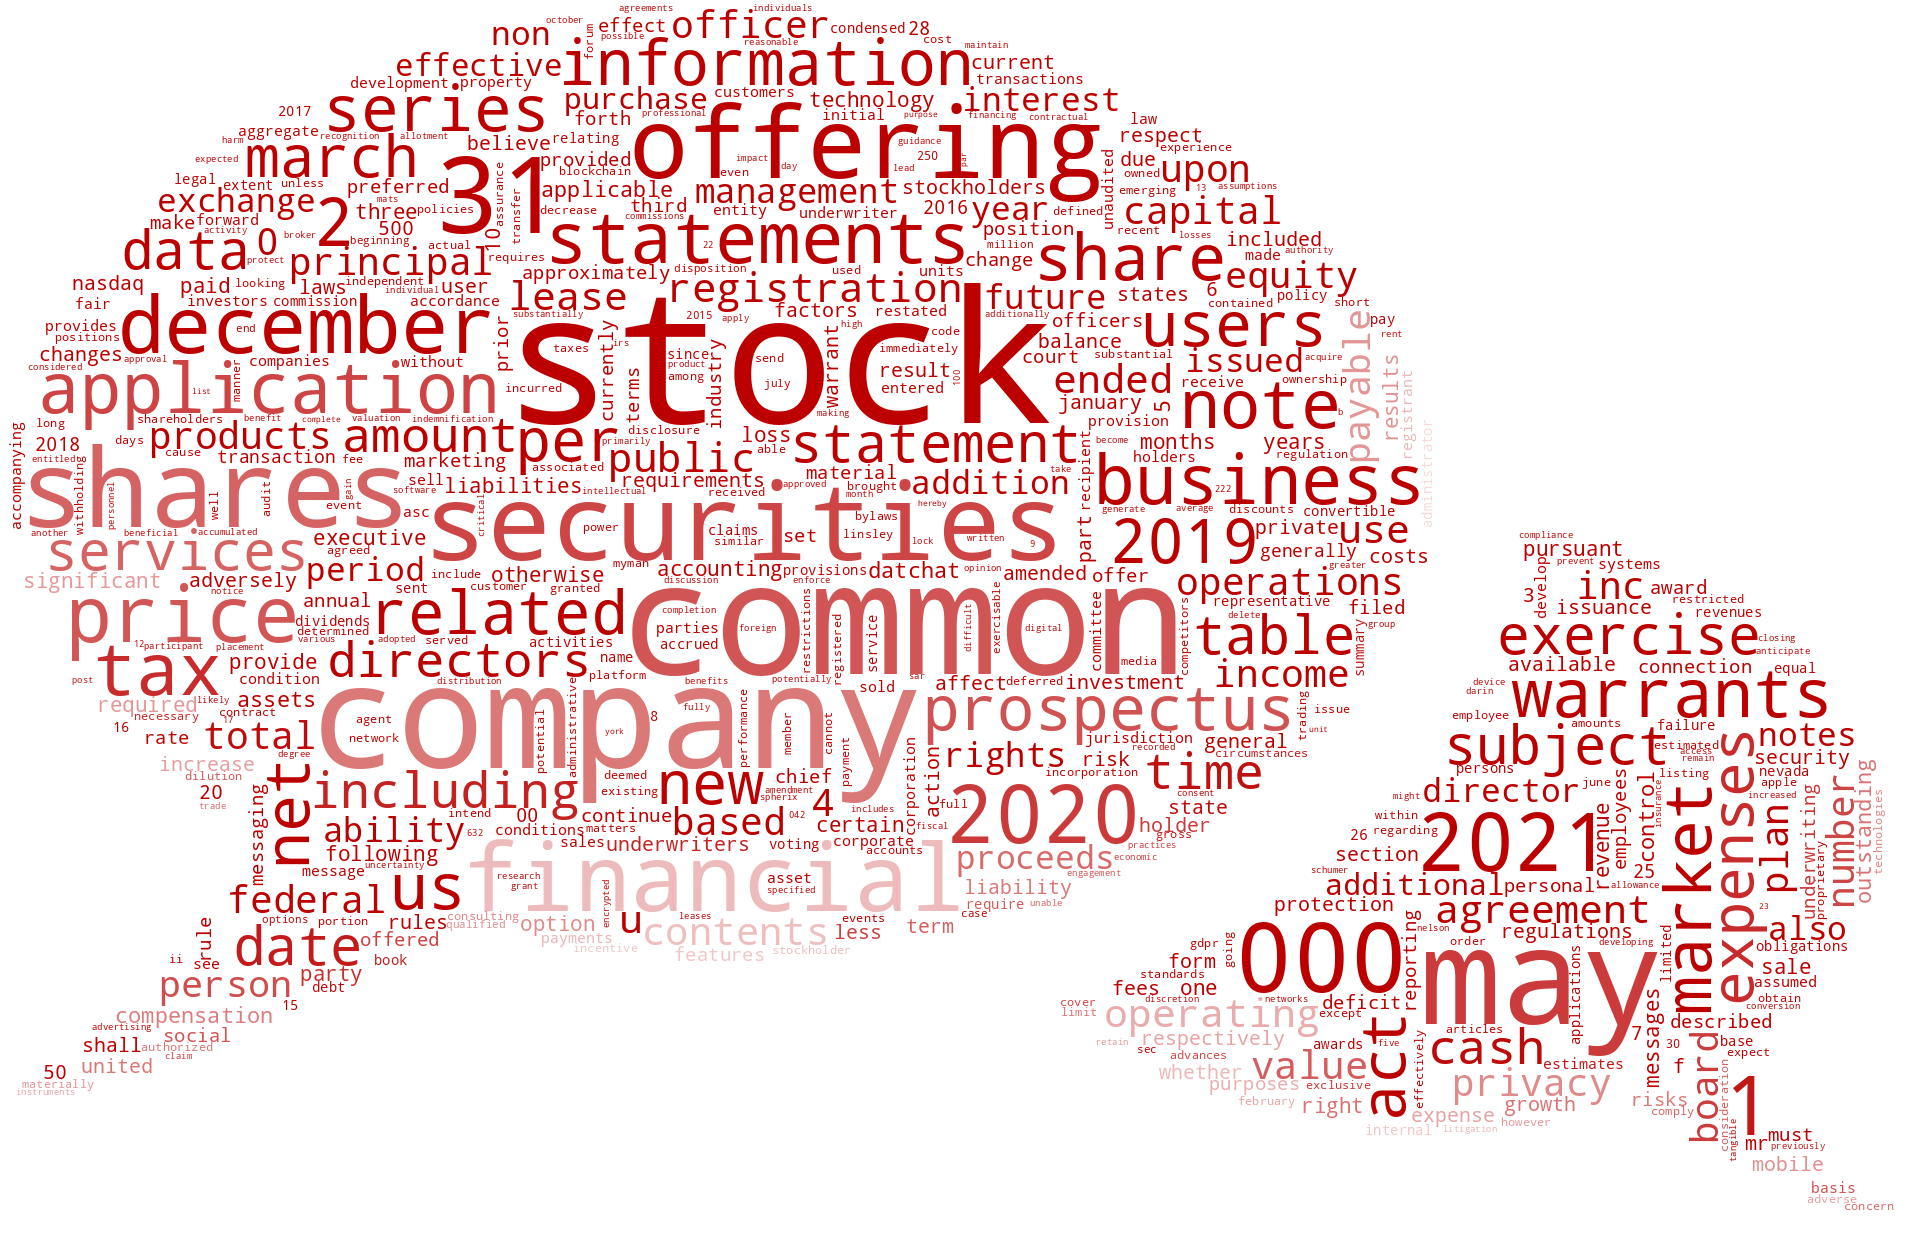 agreements individuals
october effect officer condensed 28
non forum possible reasonable cost maintain
effective information current
development property customers technology transactions
2017 series purchase interest
forth professional initial purpose financing contractual law
aggregate recognition allotment believe relating offering respect
harm march 31 provided impact guidance due experience
expected blockchain even day 250 lead par owned upon
legal extent unless preferred applicable management stockholders unaudited emerging 13 assumptions
exchange mats three policies assurance transfer decrease third entity underwriter 2016 year defined capital
make forward 2 500 commissions position recent
activity broker beginning actual 10 statements 22 million losses included
data 0 protect principal requires change share made authority
nasdaq paid looking laws independent user approximately disposition used units equity
fair investors commission individual accordance lease registration future states 6 policy
december substantially 2015 apply factors restated additionally contained short
provides end prior taxes irs warrant high code officers users payable pay
positions currently since send immediately balance rent
changes approval companies without industry product stock court substantial issued results
considered manner terms among july result 100 ended receive acquire registrant
application list incurred entered january 5 note ownership
long shareholders benefit complete valuation indemnification making provision b
accompanying 2018 days products amount per disclosure loss statement become months years administrator
entitled cause transaction fee primarily public able holders regulation
withholding shares marketing associated requirements material take recipient business
personnel well audit event gain sell software liabilities intellectual received approved brought addition 222
another beneficial accumulated asc critical securities month hereby generate average discounts convertible
services executive power claims set bylaws written part 2019 private use
agreed similar linsley lock 9 generally costs compliance
significant adversely period include otherwise myman accounting provisions datchat opinion amended offer greater pursuant
notice sent customer granted discussion enforce operations prevent systems
price annual related completion restrictions exercisable committee representative filed develop inc award
dividends common registered difficult delete group 3 issuance restricted
determined adopted served activities parties foreign service digital competitors table revenues
12 participant various placement accrued summary exercise closing
tax provide directors name media income anticipate
post condition distribution platform benefits potentially sar affect deferred investment available connection equal
required likely assets company fully sold prospectus trading issue device
necessary contract administrative 8 york performance member cannot jurisdiction general unit darin warrants
16 rate 17 total agent potential recorded circumstances employee amounts failure notes
increase degree network deemed chief payment action rights risk time subject estimated access security
dilution net including existing new amendment corporation incorporation persons remain
20 intend spherix 4 includes full consent state director june listing nevada
trade ability 00 continue based 042 certain fiscal 2020 holder might employees control apple number
messaging 632 conditions matters corporate gross within revenue insurance increased plan outstanding
following sales underwriters voting accounts practices 26 2021 market expenses underwriting
message uncertainty financial proceeds economic regarding technologies
research asset engagement section 25 proprietary
federal us grant specified liability schumer additional personal allowance
options portion rules consulting encrypted u leases events require unable protection 23
rule date qualified option contents less term case agreement also
offered payments nelson regulations
ii see book incentive features stockholder going gdpr reporting order developing obligations
person party form 000 may limited sale
debt standards applications assumed
15 fees one obtain
compensation discretion networks deficit conversion
advertising social cover limit operating except messages described
shall authorized retain respectively act articles 7 base
claim sec awards five cash 30 expect
united advances value effectively estimates f board
50 materially whether exclusive privacy consideration 1
instruments purposes risks
february right growth comply
expense however tangible
internal litigation mr must
previously
mobile
basis
adverse
concern